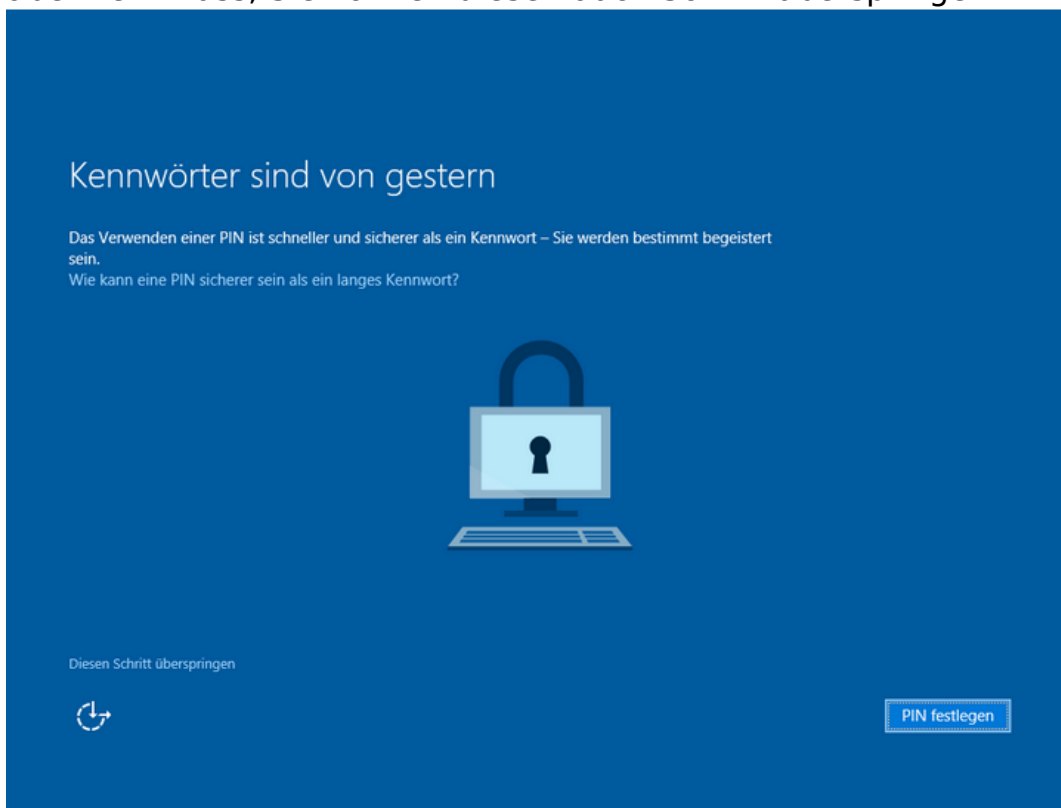 Kennwörter sind von gestern
Das Verwenden einer PIN ist schneller und sicherer als ein Kennwort – Sie werden bestimmt begeistert
sein.
Wie kann eine PIN sicherer sein als ein langes Kennwort?
Diesen Schritt überspringen
PIN festlegen